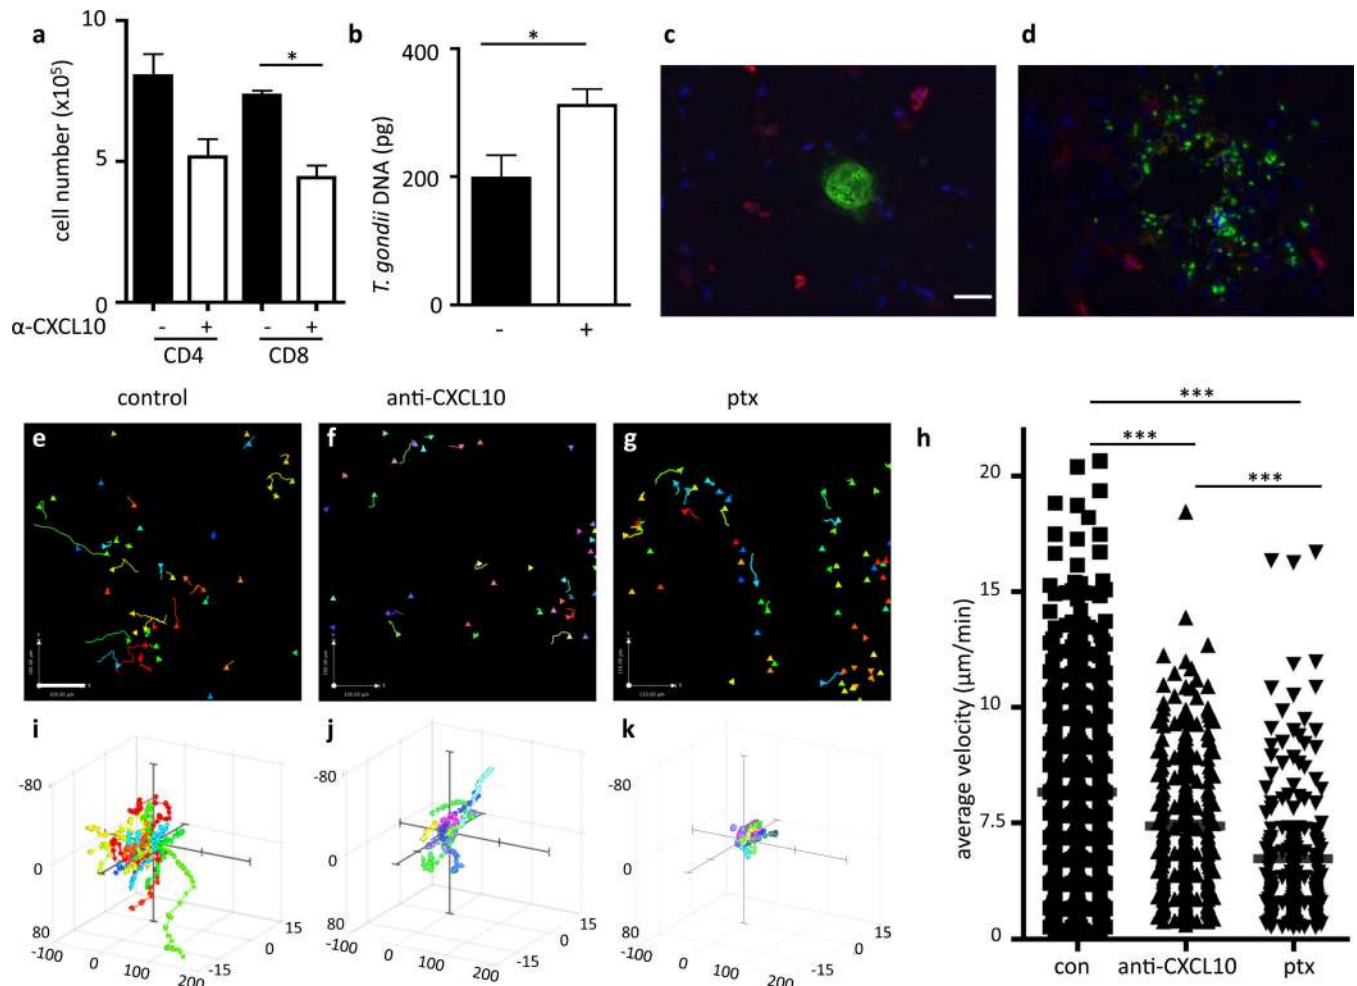 a
cell number (x10⁵)
10
5
0
*
α-CXCL10
- + - +
CD4 CD8
b
T. gondii DNA (pg)
400
200
0
*
- +
c
d
control anti-CXCL10 ptx
e
f
g
h
average velocity (µm/min)
20
15
10
7.5
0
***
***
***
con anti-CXCL10 ptx
i
-80
0
80
-100
0
100
200
-15
0
15
j
-80
0
80
-100
0
100
200
-15
0
15
k
-80
0
80
-100
0
100
200
-15
0
15